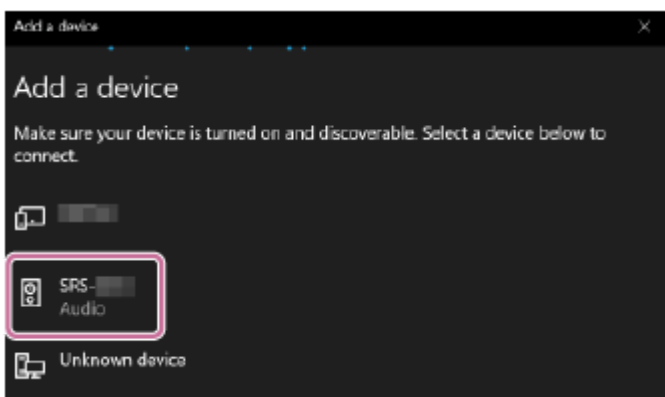 Add a device
Add a device
Make sure your device is turned on and discoverable. Select a device below to
connect.
SRS-
Audio
Unknown device